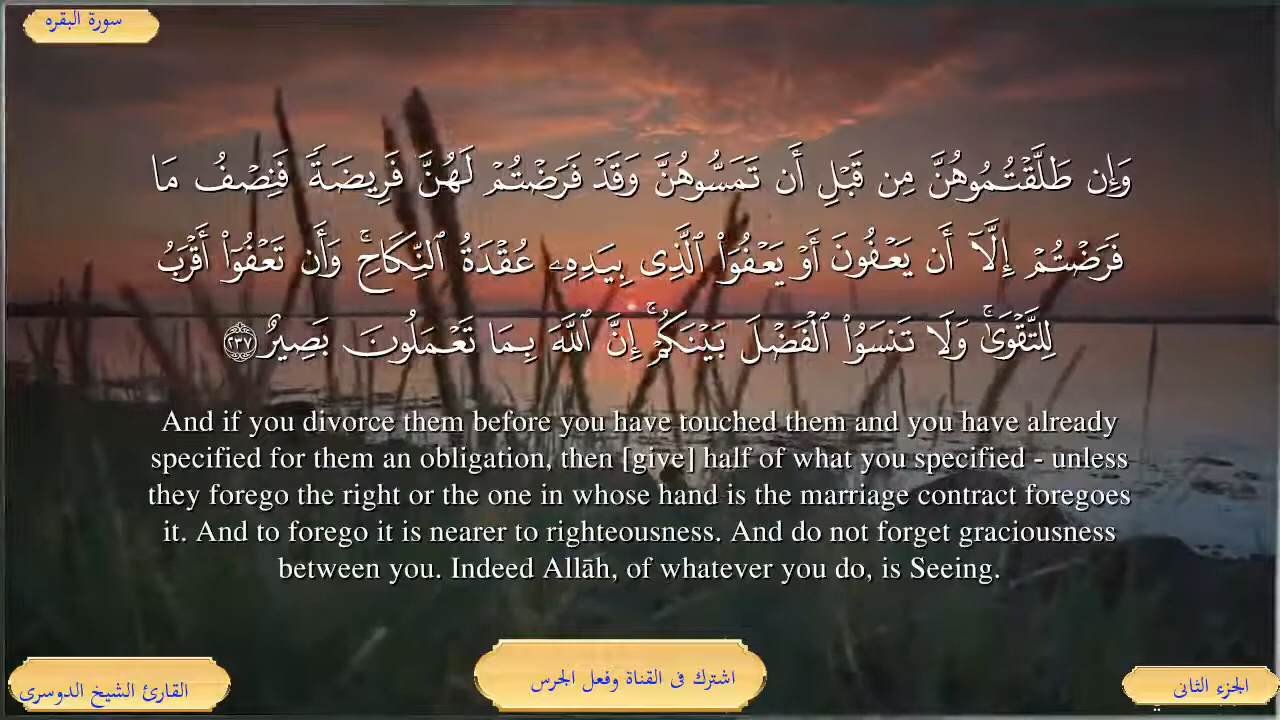 سورة البقره
وَإِن طَلَّقْتُمُوهُنَّ مِن قَبْلِ أَن تَمَسُّوهُنَّ وَقَدْ فَرَضْتُمْ لَهُنَّ فَرِيضَةً فَنِصْفُ مَا
فَرَضْتُمْ إِلَّآ أَن يَعْفُونَ أَوْ يَعْفُوَا۟ ٱلَّذِى بِيَدِهِۦ عُقْدَةُ ٱلنِّكَاحِ ۚ وَأَن تَعْفُوٓا۟ أَقْرَبُ
لِلتَّقْوَىٰ ۚ وَلَا تَنسَوُا۟ ٱلْفَضْلَ بَيْنَكُمْ ۚ إِنَّ ٱللَّهَ بِمَا تَعْمَلُونَ بَصِيرٌ ٢٣٧
And if you divorce them before you have touched them and you have already
specified for them an obligation, then [give] half of what you specified - unless
they forego the right or the one in whose hand is the marriage contract foregoes
it. And to forego it is nearer to righteousness. And do not forget graciousness
between you. Indeed Allāh, of whatever you do, is Seeing.
الجزء الثانى
اشترك فى القناة وفعل الجرس
القارئ الشيخ الدوسرى